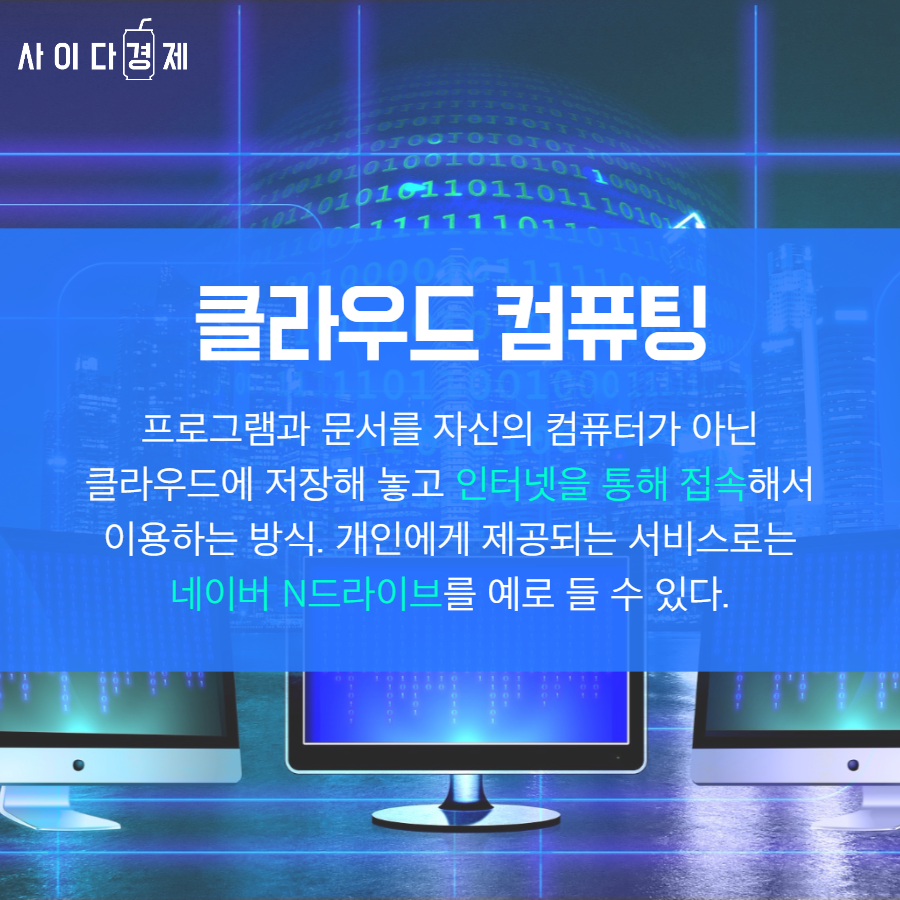 사이다경제
클라우드 컴퓨팅
프로그램과 문서를 자신의 컴퓨터가 아닌
클라우드에 저장해 놓고 인터넷을 통해 접속해서
이용하는 방식. 개인에게 제공되는 서비스로는
네이버 N드라이브를 예로 들 수 있다.